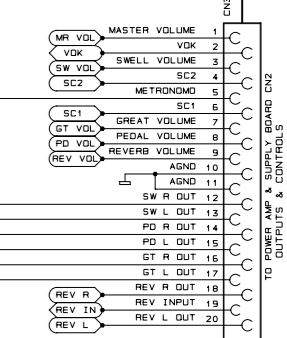 CN3
MASTER VOLUME 1
MR VOL
VOK 2
VOK
SWELL VOLUME 3
SW VOL
SC2 4
SC2
METRONOMO 5
SC1 6
SC1
GREAT VOLUME 7
GT VOL
PEDAL VOLUME 8
PD VOL
REVERB VOLUME 9
REV VOL
AGND 10
AGND 11
SW R OUT 12
SW L OUT 13
PD R OUT 14
PD L OUT 15
GT R OUT 16
GT L OUT 17
REV R OUT 18
REV R
REV INPUT 19
REV IN
REV L OUT 20
REV L
TO POWER AMP & SUPPLY BOARD CN2
OUTPUTS & CONTROLS